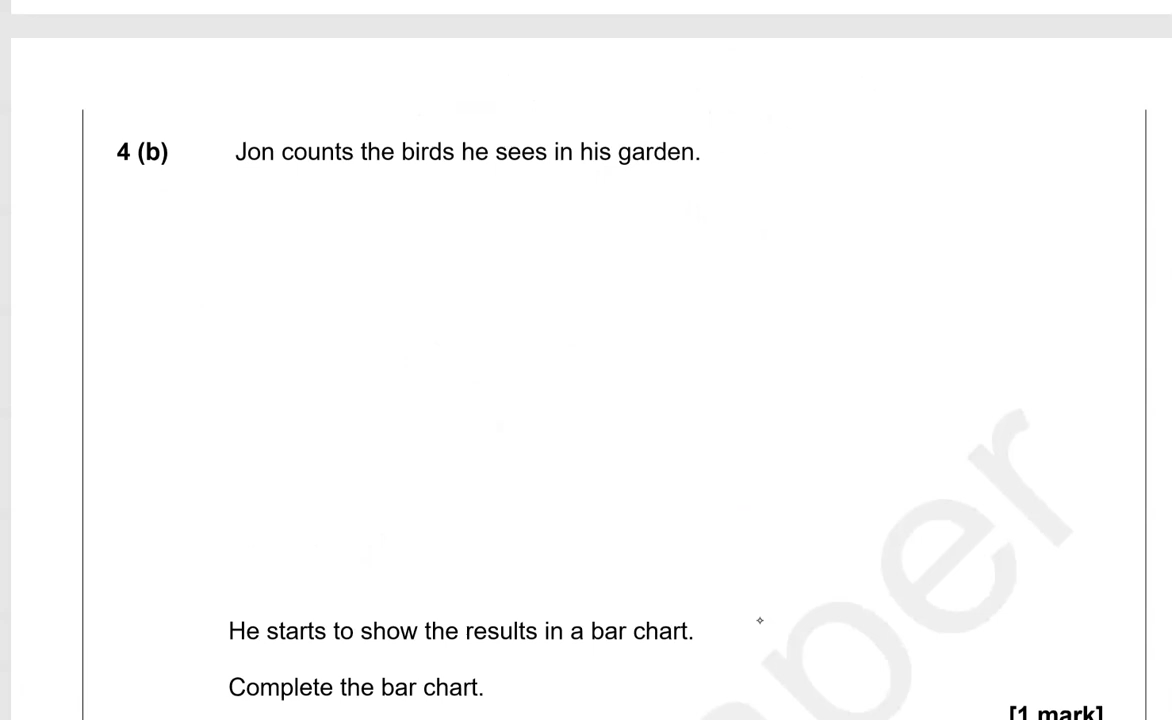 4 (b) Jon counts the birds he sees in his garden.
He starts to show the results in a bar chart.
Complete the bar chart.
[1 mark]